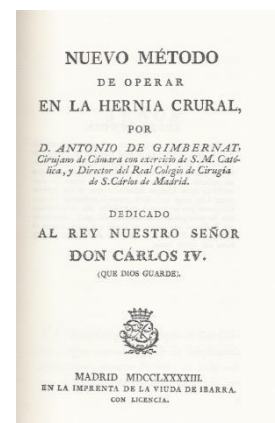 NUEVO MÉTODO
DE OPERAR
EN LA HERNIA CRURAL,
POR
D. ANTONIO DE GIMBERNAT,
Cirujano de Cámara con exercicio de S. M. Cató-
lica, y Director del Real Colegio de Cirugía
de S. Cárlos de Madrid.
DEDICADO
AL REY NUESTRO SEÑOR
DON CÁRLOS IV.
(QUE DIOS GUARDE).
MADRID MDCCLXXXXIII.
EN LA IMPRENTA DE LA VIUDA DE IBARRA.
CON LICENCIA.